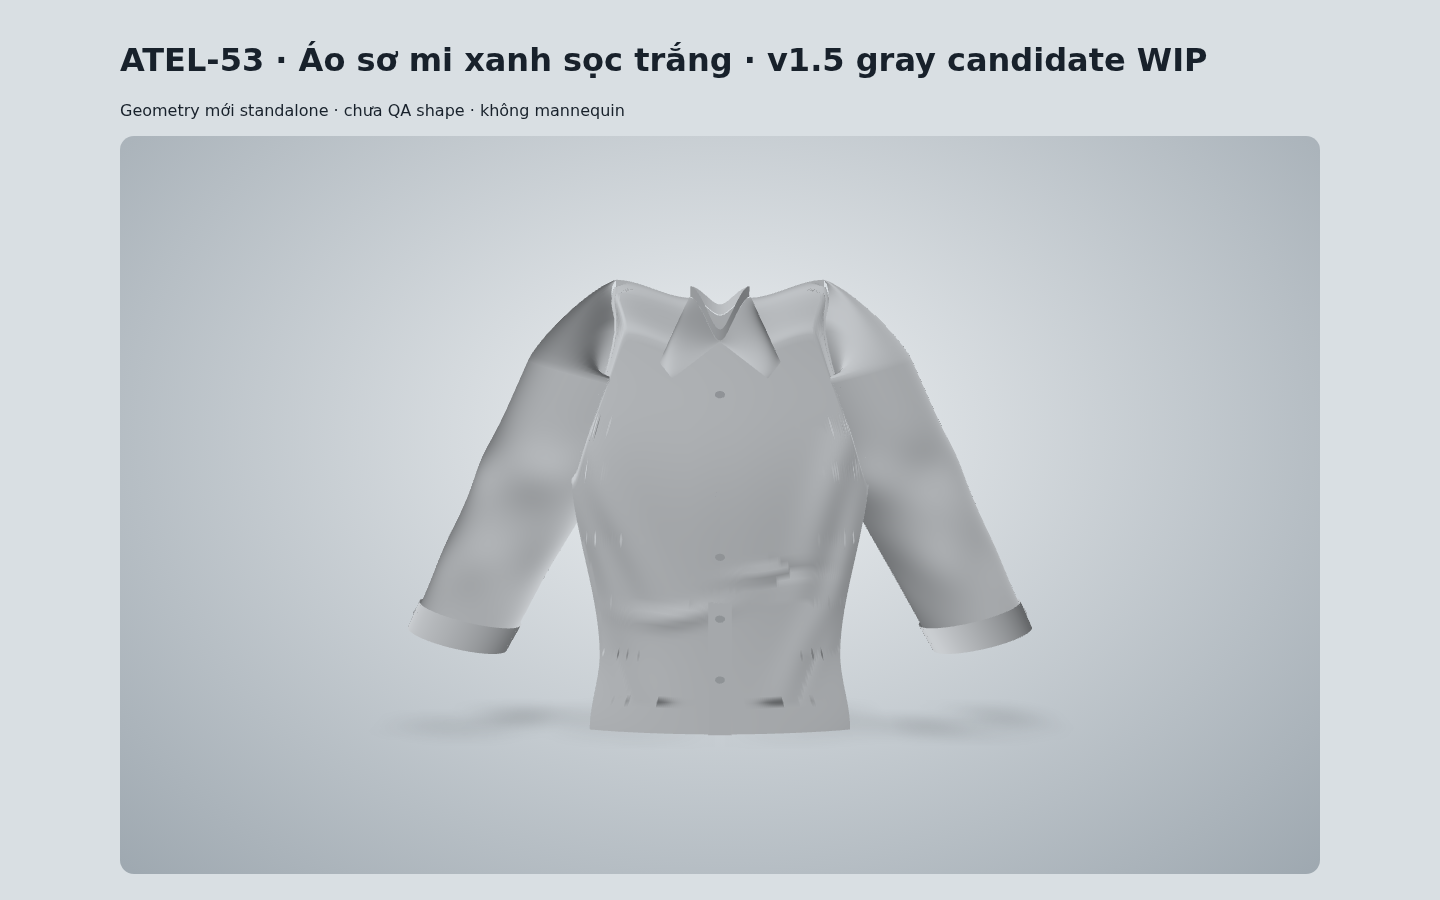 ATEL-53 · Áo sơ mi xanh sọc trắng · v1.5 gray candidate WIP
Geometry mới standalone · chưa QA shape · không mannequin